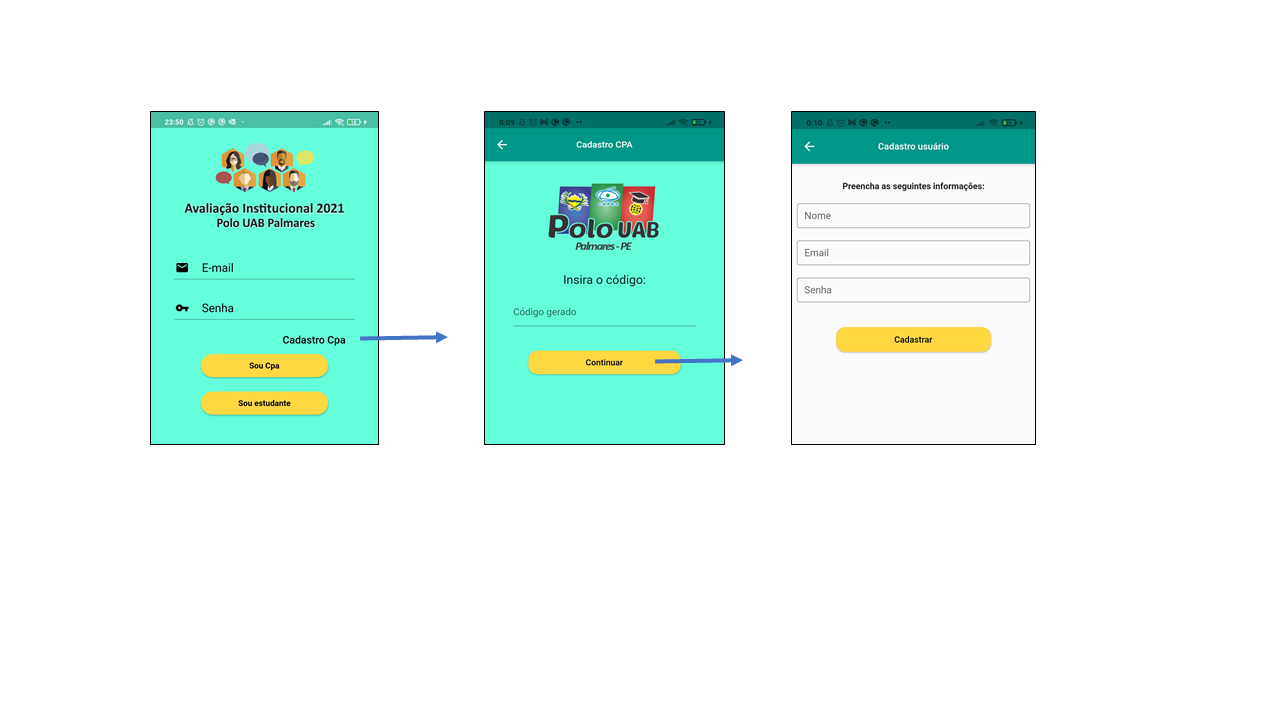 23:50
Avaliação Institucional 2021
Polo UAB Palmares
E-mail
Senha
Cadastro Cpa
Sou Cpa
Sou estudante
0:09
Cadastro CPA
Polo UAB
Palmares - PE
Insira o código:
Código gerado
Continuar
0:10
Cadastro usuário
Preencha as seguintes informações:
Nome
Email
Senha
Cadastrar